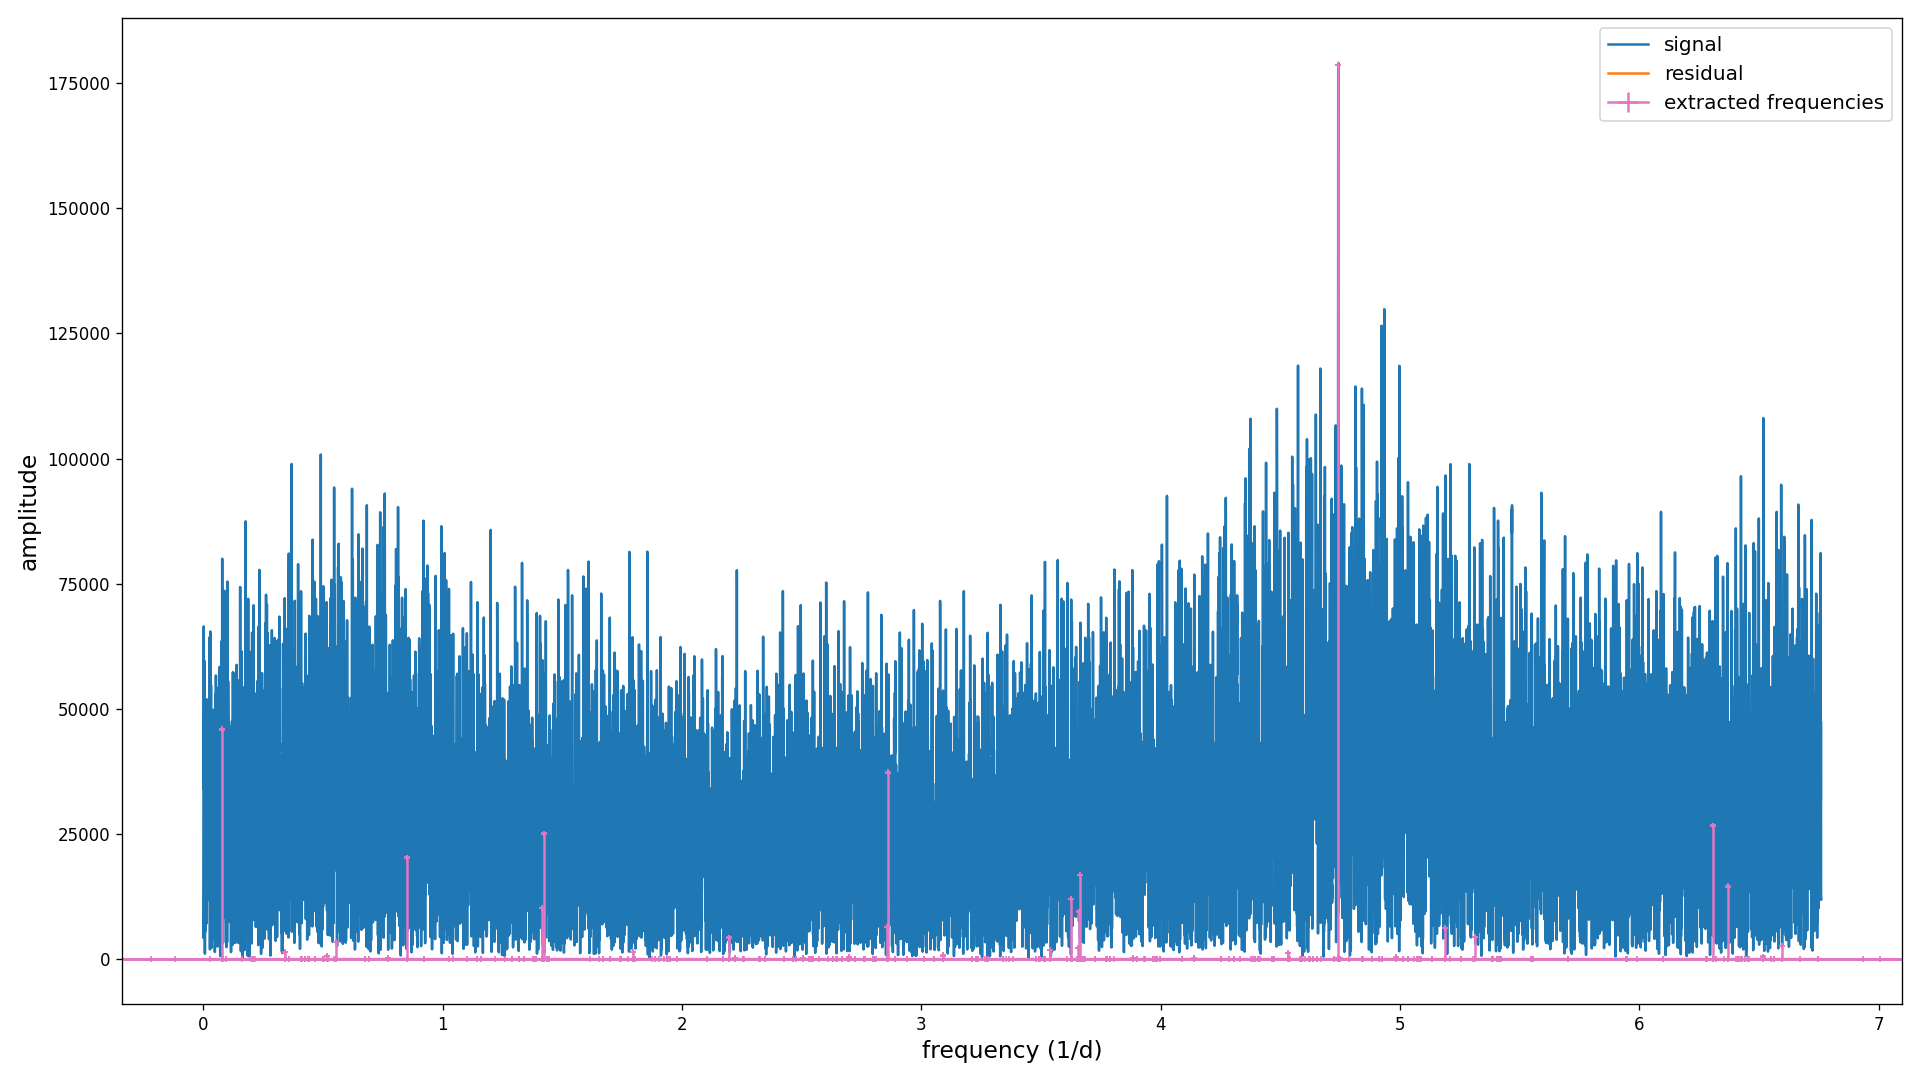 signal
residual
extracted frequencies
175000
150000
125000
100000
75000
50000
25000
0
amplitude
0 1 2 3 4 5 6 7
frequency (1/d)